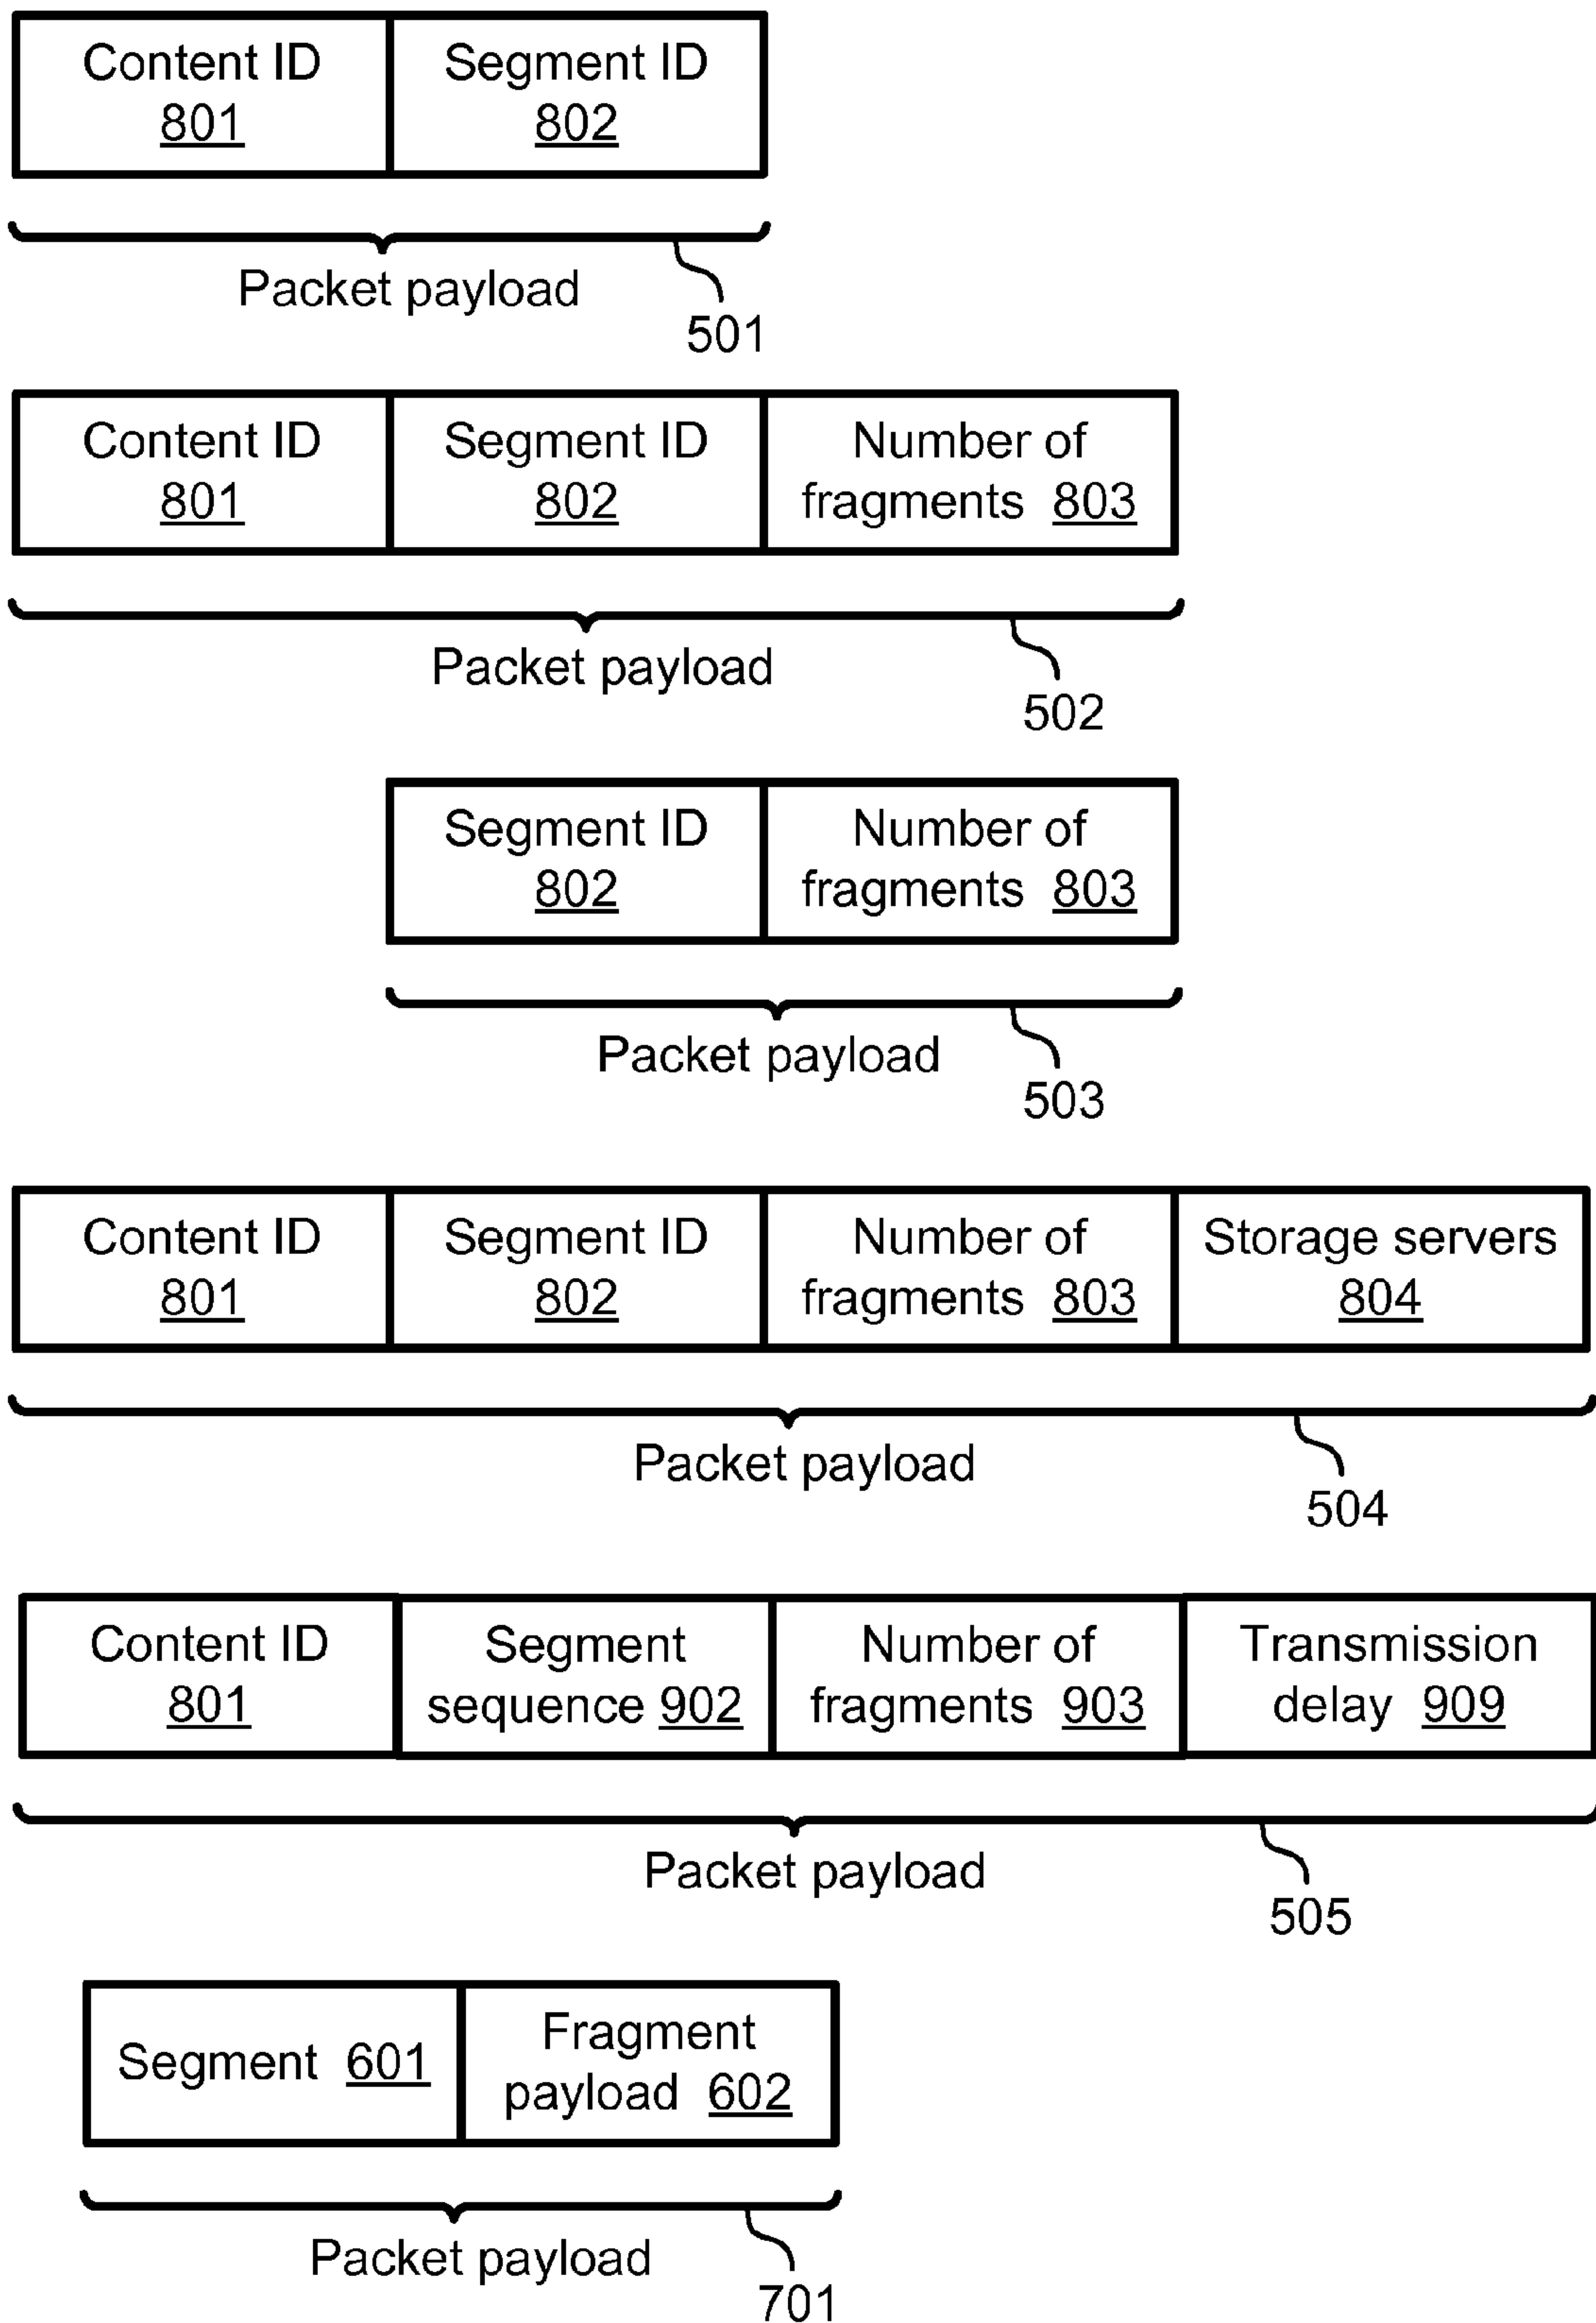 Content ID Segment ID
801 802
Packet payload
501
Content ID Segment ID Number of
801 802 fragments 803
Packet payload
502
Segment ID Number of
802 fragments 803
Packet payload
503
Content ID Segment ID Number of Storage servers
801 802 fragments 803 804
Packet payload
504
Content ID Segment Number of Transmission
801 sequence 902 fragments 903 delay 909
Packet payload
505
Segment 601 Fragment
payload 602
Packet payload
701